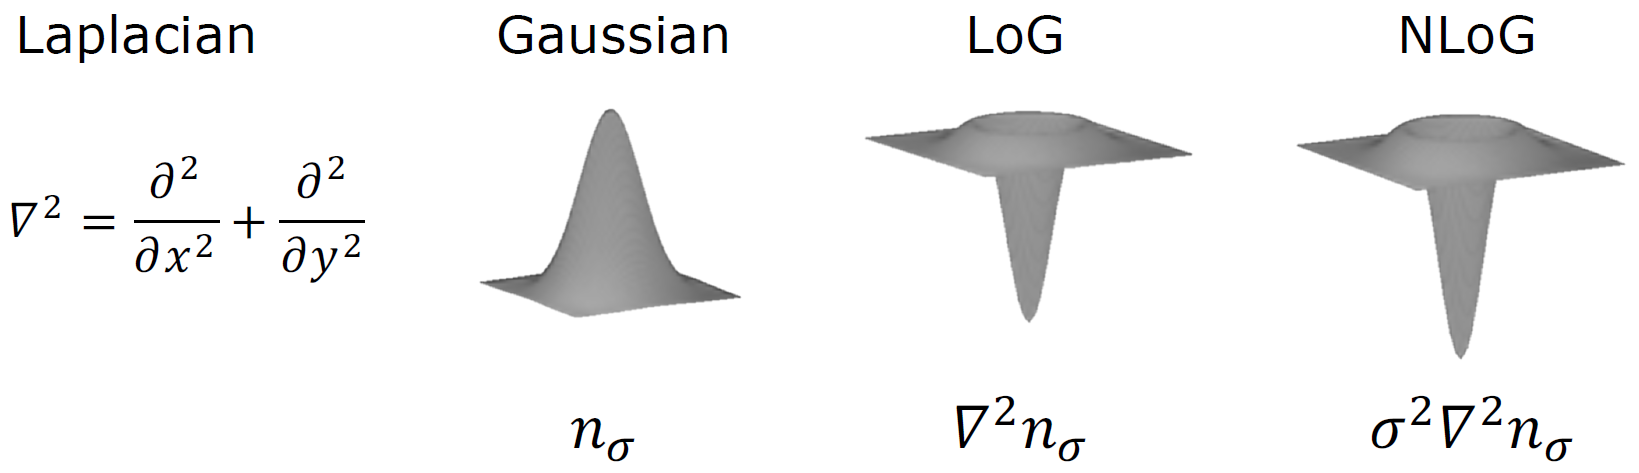 Laplacian Gaussian LoG NLoG
∇² = ∂²/∂x² + ∂²/∂y²
n_σ ∇²n_σ σ²∇²n_σ